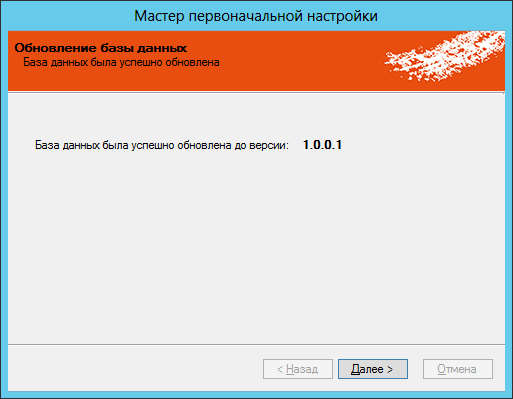 Мастер первоначальной настройки
Обновление базы данных
База данных была успешно обновлена
База данных была успешно обновлена до версии: 1.0.0.1
< Назад Далее > Отмена